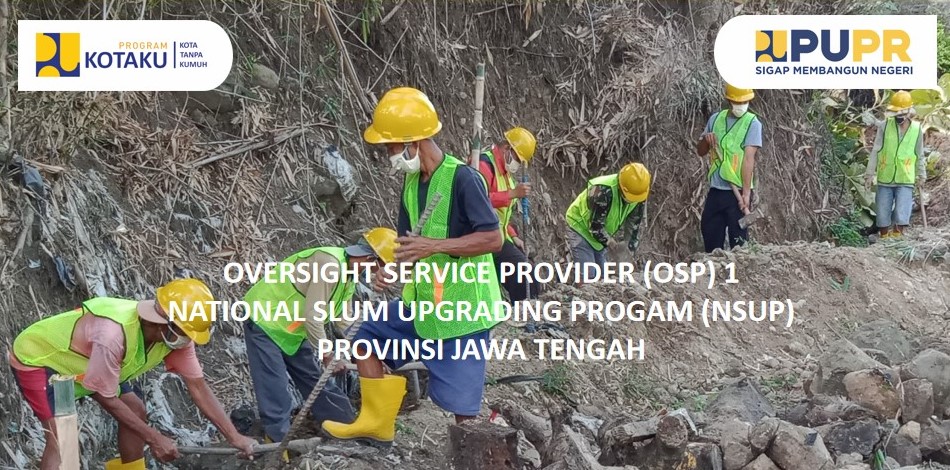 PROGRAM
KOTAKU
KOTA
TANPA
KUMUH
PUPR
SIGAP MEMBANGUN NEGERI
OVERSIGHT SERVICE PROVIDER (OSP) 1
NATIONAL SLUM UPGRADING PROGAM (NSUP)
PROVINSI JAWA TENGAH